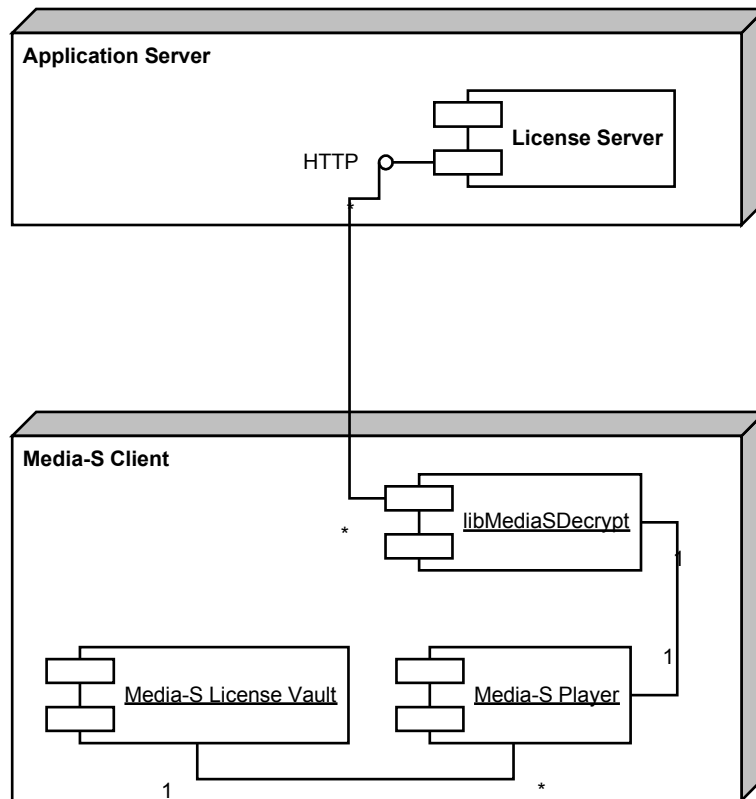 Application Server
License Server
HTTP
*
Media-S Client
libMediaSDecrypt
*
1
1
Media-S License Vault
Media-S Player
1
*